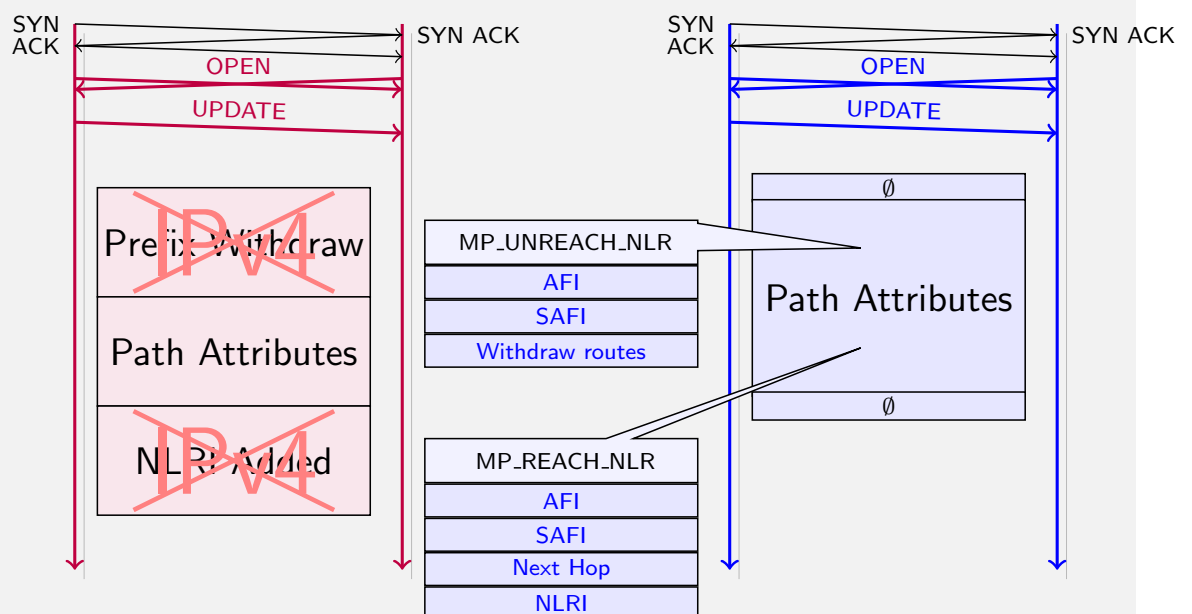 SYN
ACK
SYN ACK
OPEN
UPDATE
Prefix Withdraw
IPv4
Path Attributes
NLRI Added
IPv4
MP_UNREACH_NLR
AFI
SAFI
Withdraw routes
MP_REACH_NLR
AFI
SAFI
Next Hop
NLRI
SYN
ACK
SYN ACK
OPEN
UPDATE
∅
Path Attributes
∅